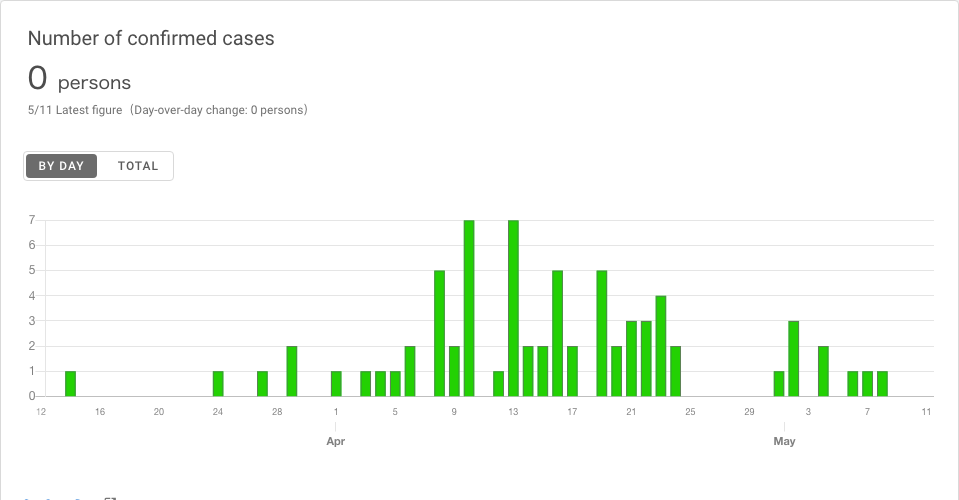 Number of confirmed cases
0 persons
5/11 Latest figure (Day-over-day change: 0 persons)
BY DAY TOTAL
7
6
5
4
3
2
1
0
12 16 20 24 28 1 5 9 13 17 21 25 29 3 7 11
Apr May